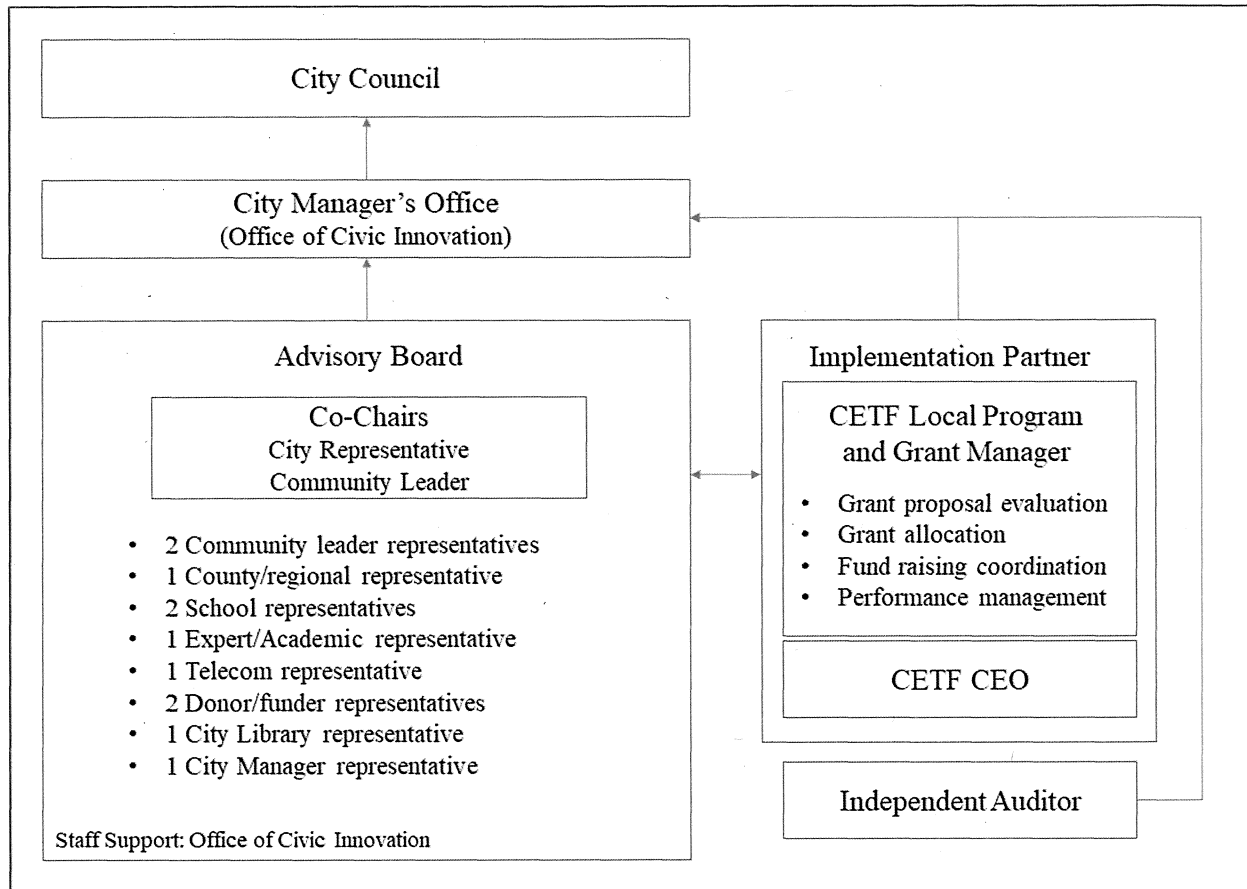 City Council
City Manager's Office
(Office of Civic Innovation)
Advisory Board
Co-Chairs
City Representative
Community Leader
• 2 Community leader representatives
• 1 County/regional representative
• 2 School representatives
• 1 Expert/Academic representative
• 1 Telecom representative
• 2 Donor/funder representatives
• 1 City Library representative
• 1 City Manager representative
Staff Support: Office of Civic Innovation
Implementation Partner
CETF Local Program
and Grant Manager
• Grant proposal evaluation
• Grant allocation
• Fund raising coordination
• Performance management
CETF CEO
Independent Auditor